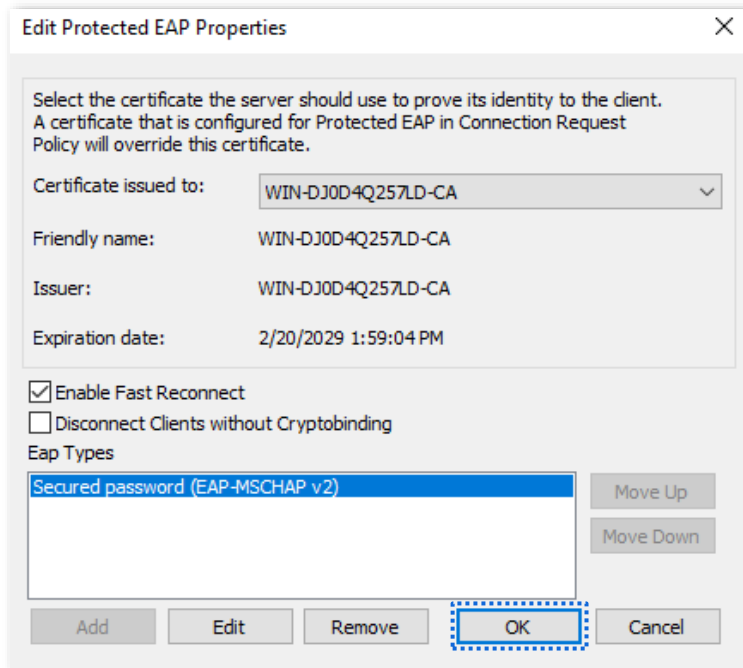 Edit Protected EAP Properties
Select the certificate the server should use to prove its identity to the client.
A certificate that is configured for Protected EAP in Connection Request
Policy will override this certificate.
Certificate issued to:
WIN-DJ0D4Q257LD-CA
Friendly name:
WIN-DJ0D4Q257LD-CA
Issuer:
WIN-DJ0D4Q257LD-CA
Expiration date:
2/20/2029 1:59:04 PM
Enable Fast Reconnect
Disconnect Clients without Cryptobinding
Eap Types
Secured password (EAP-MSCHAP v2)
Move Up
Move Down
Add
Edit
Remove
OK
Cancel